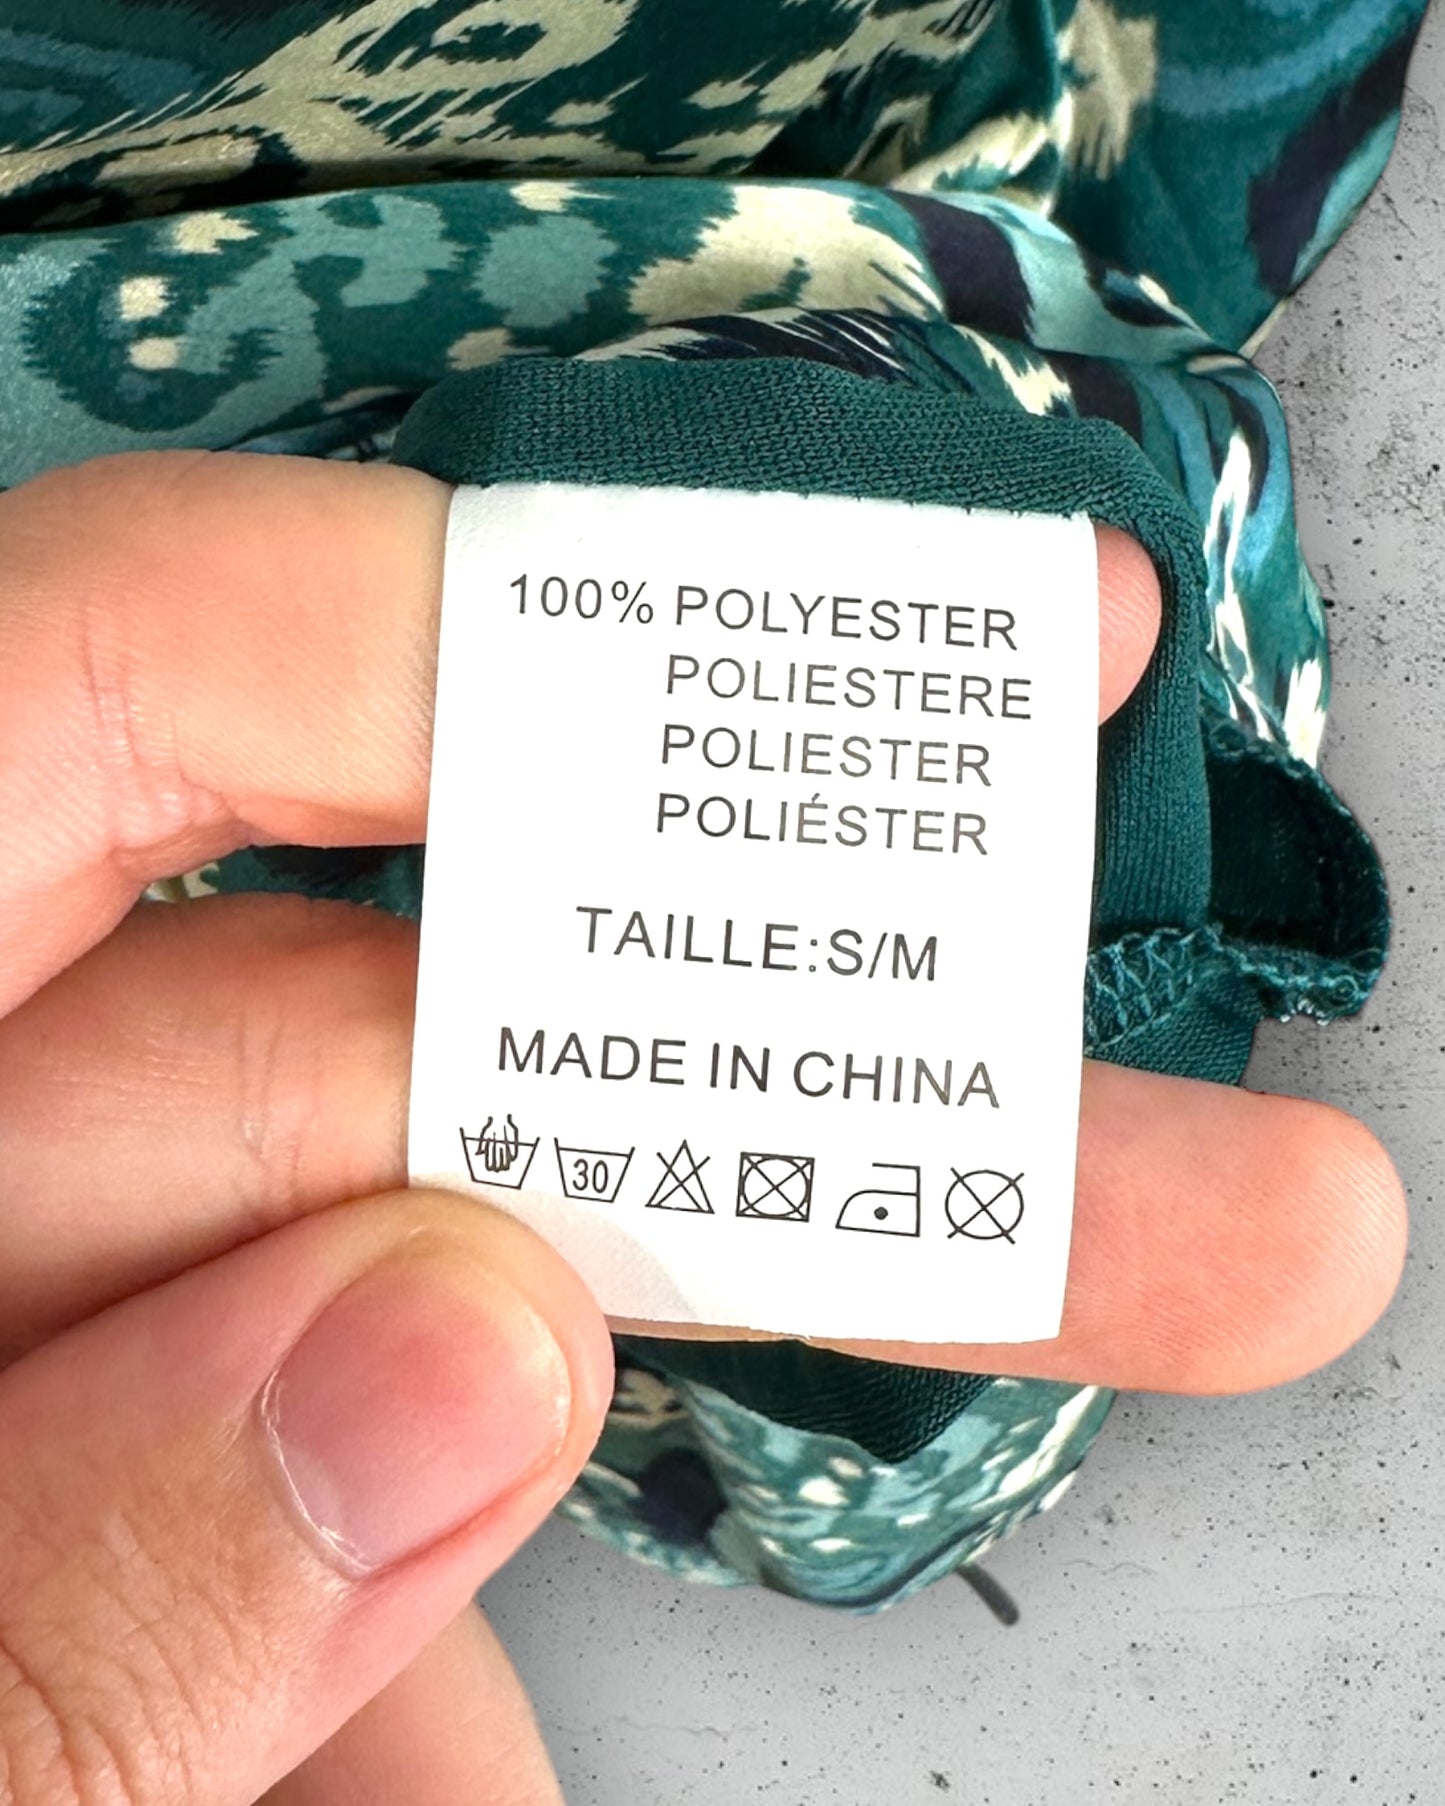 100% POLYESTER
POLIESTERE
POLIESTER
POLIÉSTER
TAILLE:S/M
MADE IN CHINA
30